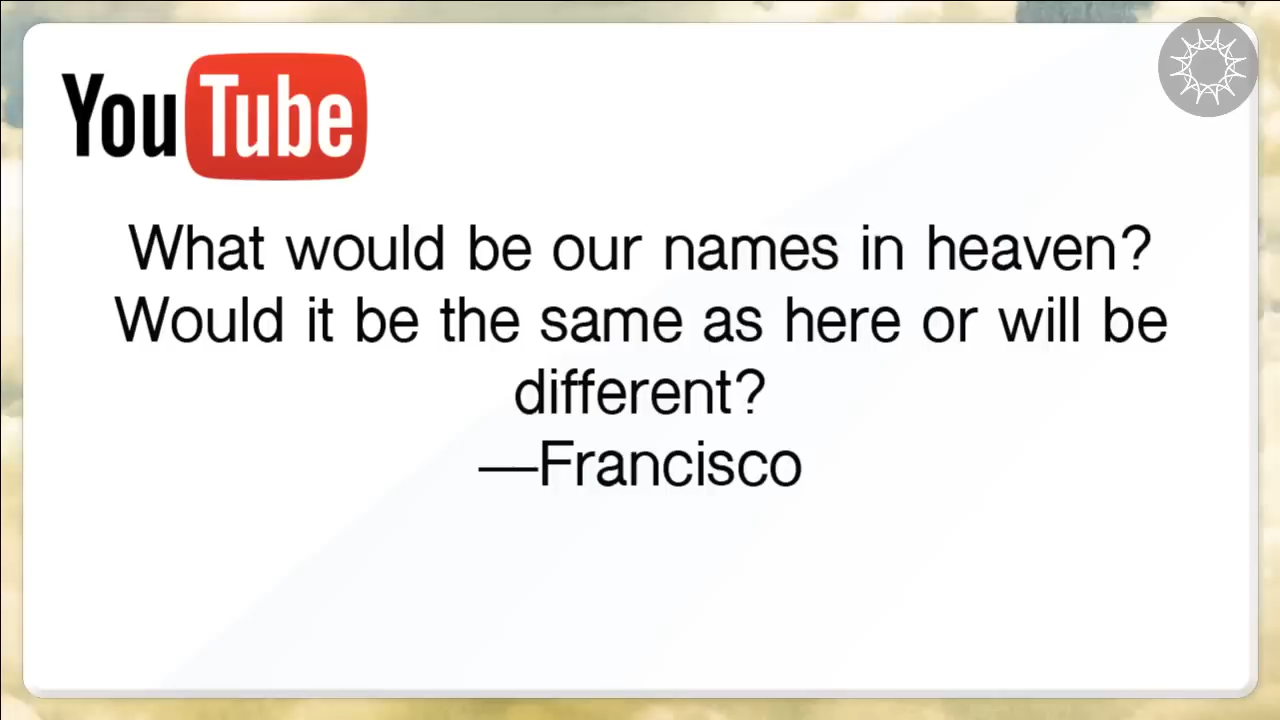 YouTube
What would be our names in heaven?
Would it be the same as here or will be
different?
—Francisco